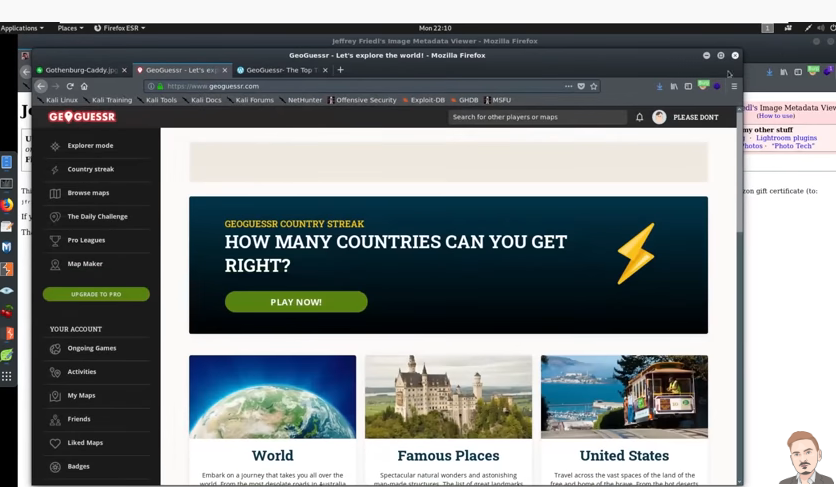 Applications Places Firefox ESR Mon 22:10 1
Jeffrey Friedl's Image Metadata Viewer - Mozilla Firefox
GeoGuessr - Let's explore the world! - Mozilla Firefox
Gothenburg-Caddy.jp GeoGuessr - Let's exp GeoGuessr- The Top T
https://www.geoguessr.com
Kali Linux Kali Training Kali Tools Kali Docs Kali Forums NetHunter Offensive Security Exploit-DB GHDB MSFU
GEOGUESSR
Search for other players or maps
PLEASE DONT
Explorer mode
Country streak
Browse maps
The Daily Challenge
Pro Leagues
Map Maker
UPGRADE TO PRO
YOUR ACCOUNT
Ongoing Games
Activities
My Maps
Friends
Liked Maps
Badges
GEOGUESSR COUNTRY STREAK
HOW MANY COUNTRIES CAN YOU GET
RIGHT?
PLAY NOW!
World
Embark on a journey that takes you all over the
world. From the most desolate roads in Australia
Famous Places
Spectacular natural wonders and astonishing
man-made structures. The list of great landmarks
United States
Travel across the vast spaces of the land of the
free and home of the brave. From the hot deserts
edl's Image Metadata View
(How to use)
my other stuff
· Lightroom plugins
hotos · "Photo Tech"
zon gift certificate (to: